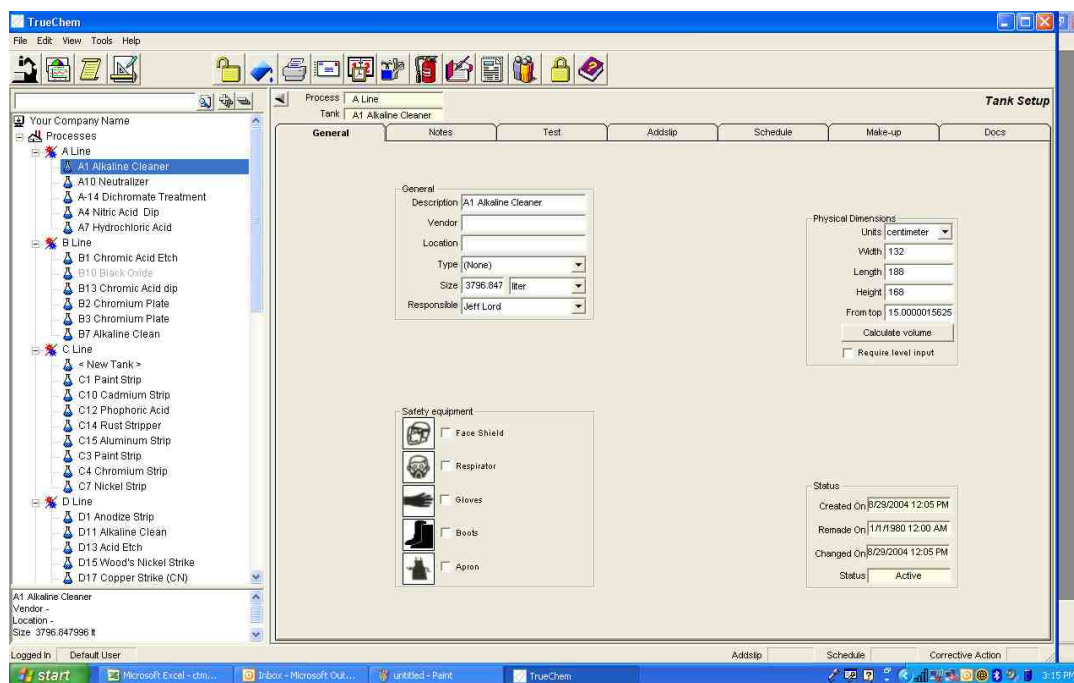 TrueChem
File Edit View Tools Help
Process A Line
Tank A1 Alkaline Cleaner
Tank Setup
General Notes Test Addslip Schedule Make-up Docs
Your Company Name
Processes
A Line
A1 Alkaline Cleaner
A10 Neutralizer
A-14 Dichromate Treatment
A4 Nitric Acid Dip
A7 Hydrochloric Acid
B Line
B1 Chromic Acid Etch
B10 Black Oxide
B13 Chromic Acid dip
B2 Chromium Plate
B3 Chromium Plate
B7 Alkaline Clean
C Line
< New Tank >
C1 Paint Strip
C10 Cadmium Strip
C12 Phophoric Acid
C14 Rust Stripper
C15 Aluminum Strip
C3 Paint Strip
C4 Chromium Strip
C7 Nickel Strip
D Line
D1 Anodize Strip
D11 Alkaline Clean
D13 Acid Etch
D15 Wood's Nickel Strike
D17 Copper Strike (CN)
A1 Alkaline Cleaner
Vendor -
Location -
Size 3796.847996 lt
General
Description A1 Alkaline Cleaner
Vendor
Location
Type (None)
Size 3796.847 liter
Responsible Jeff Lord
Physical Dimensions
Units centimeter
Width 132
Length 188
Height 168
From top 15.0000015625
Calculate volume
Require level input
Safety equipment
Face Shield
Respirator
Gloves
Boots
Apron
Status
Created On 8/29/2004 12:05 PM
Remade On 1/1/1980 12:00 AM
Changed On 8/29/2004 12:05 PM
Status Active
Logged In Default User Addslip Schedule Corrective Action
start Microsoft Excel - ctm... Inbox - Microsoft Out... untitled - Paint TrueChem 3:15 PM